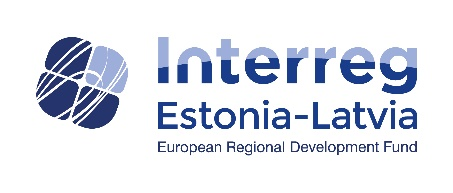 Interreg
Estonia-Latvia
European Regional Development Fund